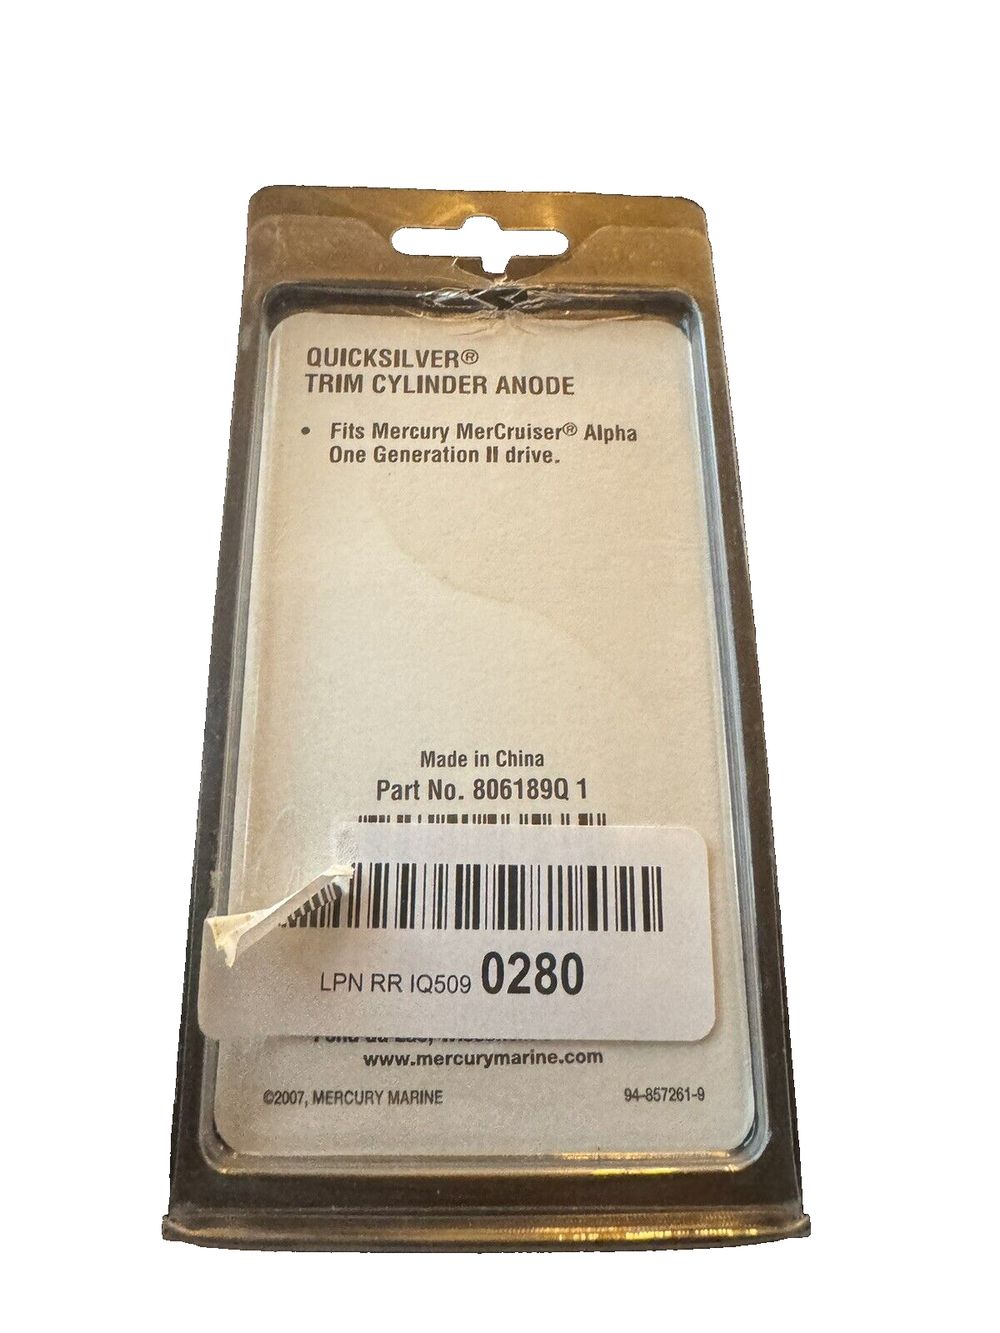 QUICKSILVER®
TRIM CYLINDER ANODE
• Fits Mercury MerCruiser® Alpha
One Generation II drive.
Made in China
Part No. 806189Q 1
LPN RR IQ509 0280
www.mercurymarine.com
©2007, MERCURY MARINE
94-857261-9